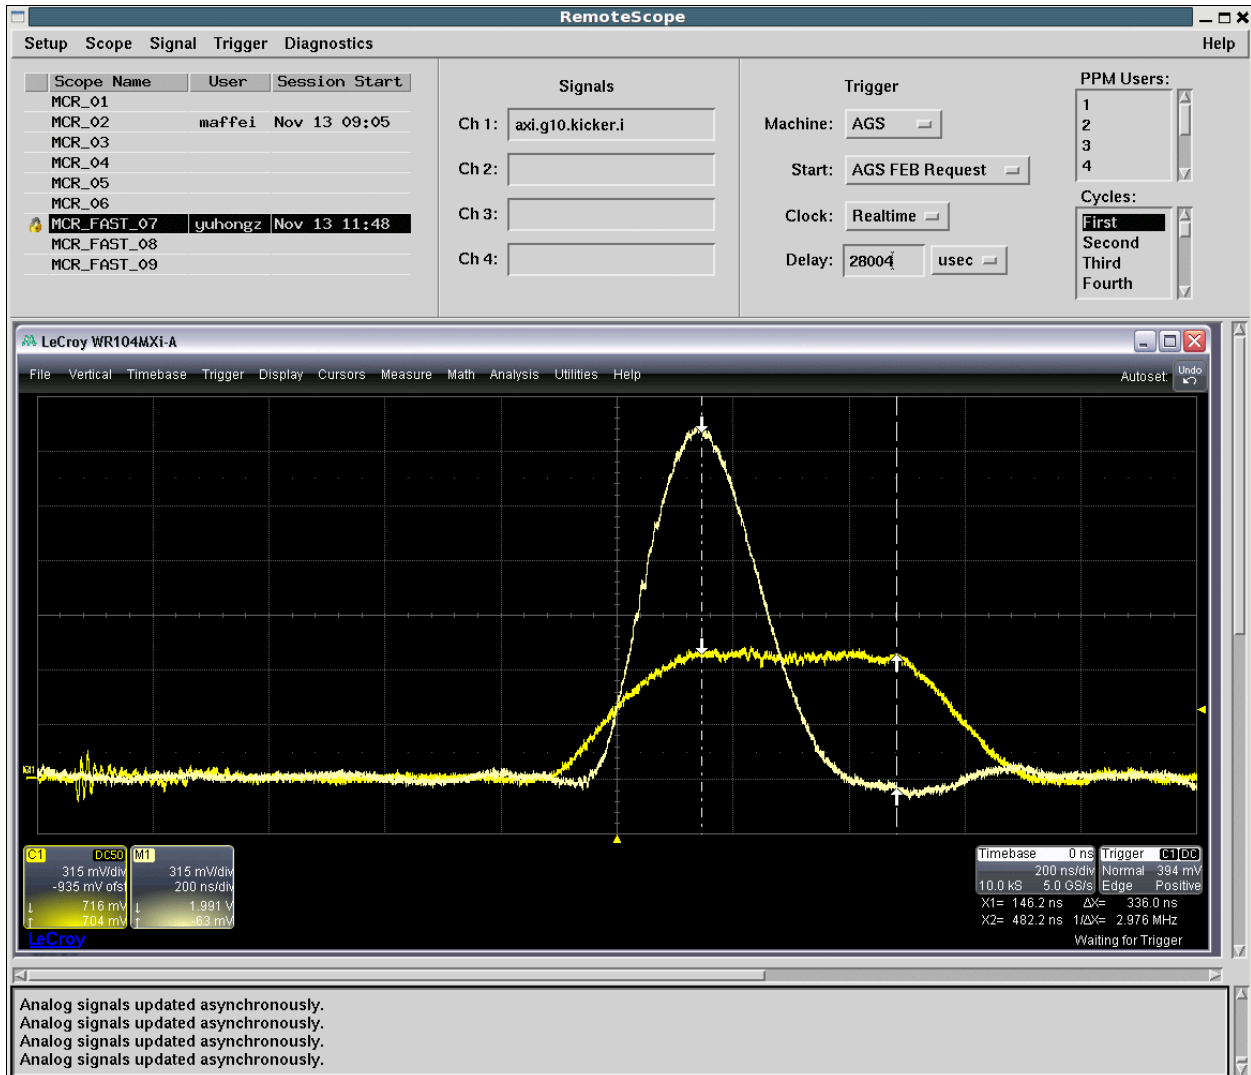 RemoteScope
Setup Scope Signal Trigger Diagnostics Help
Scope Name User Session Start
MCR_01
MCR_02 maffei Nov 13 09:05
MCR_03
MCR_04
MCR_05
MCR_06
MCR_FAST_07 yuhongz Nov 13 11:48
MCR_FAST_08
MCR_FAST_09
Signals
Ch 1: axi.g10.kicker.i
Ch 2:
Ch 3:
Ch 4:
Trigger
Machine: AGS
Start: AGS FEB Request
Clock: Realtime
Delay: 28004 usec
PPM Users:
1
2
3
4
Cycles:
First
Second
Third
Fourth
LeCroy WR104MXi-A
File Vertical Timebase Trigger Display Cursors Measure Math Analysis Utilities Help Autoset: Undo
C1 DC50
315 mV/div
-935 mV ofst
↓ 716 mV
↑ 704 mV
M1
315 mV/div
200 ns/div
↓ 1.991 V
↑ -63 mV
LeCroy
Timebase 0 ns
200 ns/div
10.0 kS 5.0 GS/s
Trigger C1 DC
Normal 394 mV
Edge Positive
X1= 146.2 ns ΔX= 336.0 ns
X2= 482.2 ns 1/ΔX= 2.976 MHz
Waiting for Trigger
Analog signals updated asynchronously.
Analog signals updated asynchronously.
Analog signals updated asynchronously.
Analog signals updated asynchronously.